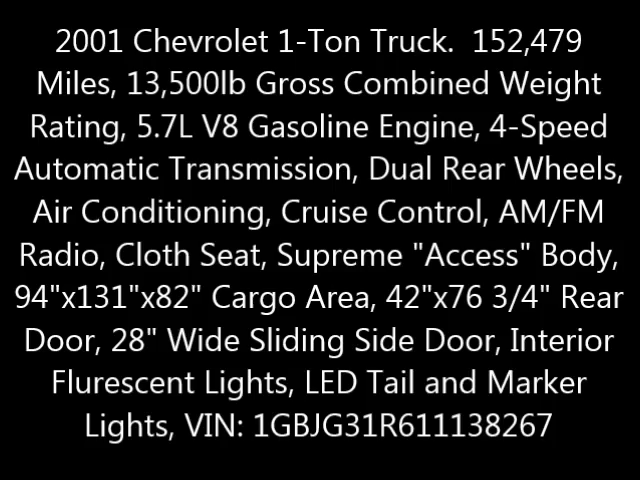 2001 Chevrolet 1-Ton Truck.  152,479
Miles, 13,500lb Gross Combined Weight
Rating, 5.7L V8 Gasoline Engine, 4-Speed
Automatic Transmission, Dual Rear Wheels,
Air Conditioning, Cruise Control, AM/FM
Radio, Cloth Seat, Supreme "Access" Body,
94"x131"x82" Cargo Area, 42"x76 3/4" Rear
Door, 28" Wide Sliding Side Door, Interior
Flurescent Lights, LED Tail and Marker
Lights, VIN: 1GBJG31R611138267